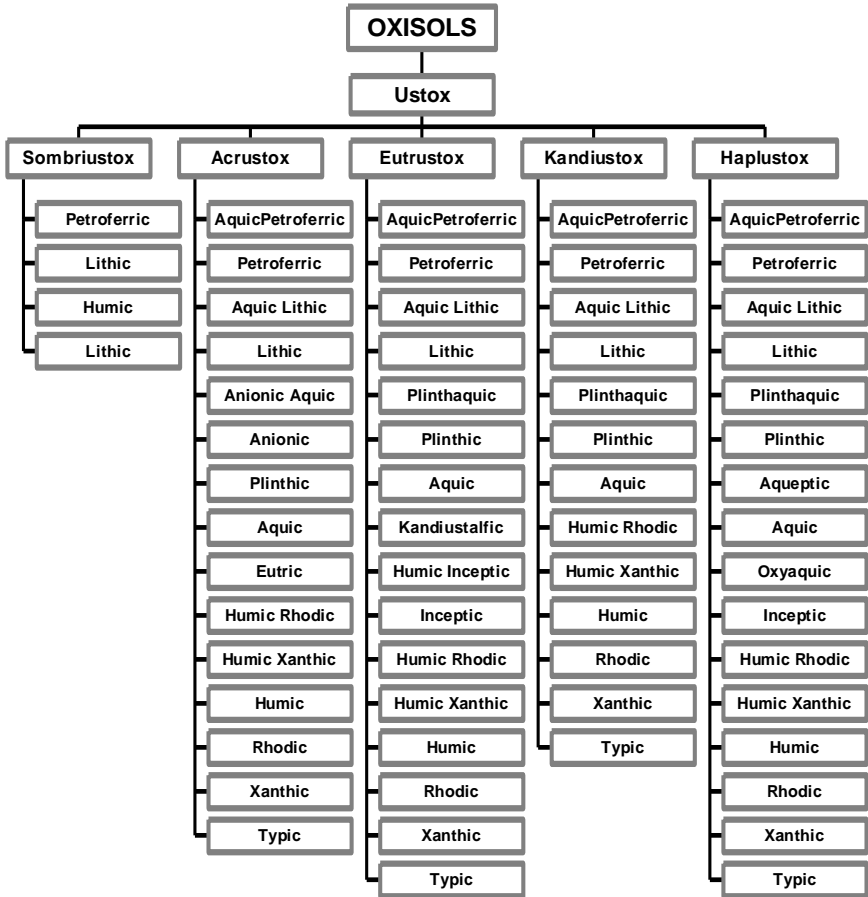 OXISOLS
Ustox
Sombriustox
Petroferric
Lithic
Humic
Lithic
Acrustox
AquicPetroferric
Petroferric
Aquic Lithic
Lithic
Anionic Aquic
Anionic
Plinthic
Aquic
Eutric
Humic Rhodic
Humic Xanthic
Humic
Rhodic
Xanthic
Typic
Eutrustox
AquicPetroferric
Petroferric
Aquic Lithic
Lithic
Plinthaquic
Plinthic
Aquic
Kandiustalfic
Humic Inceptic
Inceptic
Humic Rhodic
Humic Xanthic
Humic
Rhodic
Xanthic
Typic
Kandiustox
AquicPetroferric
Petroferric
Aquic Lithic
Lithic
Plinthaquic
Plinthic
Aquic
Humic Rhodic
Humic Xanthic
Humic
Rhodic
Xanthic
Typic
Haplustox
AquicPetroferric
Petroferric
Aquic Lithic
Lithic
Plinthaquic
Plinthic
Aqueptic
Aquic
Oxyaquic
Inceptic
Humic Rhodic
Humic Xanthic
Humic
Rhodic
Xanthic
Typic